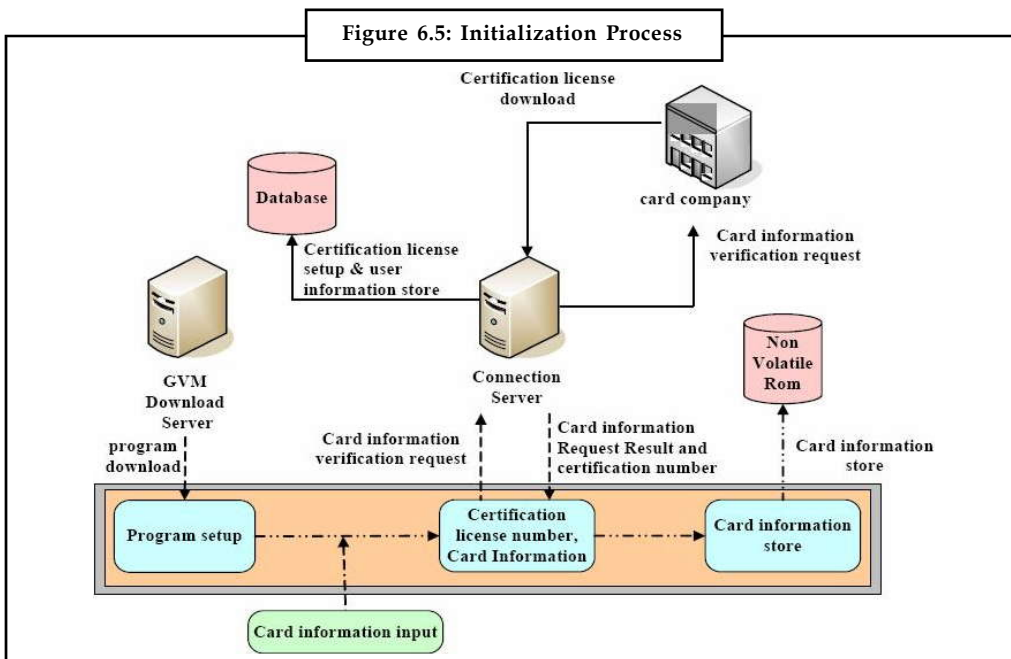 Figure 6.5: Initialization Process
Certification license
download
card company
Database
Certification license
setup & user
information store
Card information
verification request
Non
Volatile
Rom
GVM
Download
Server
Connection
Server
program
download
Card information
verification request
Card information
Request Result and
certification number
Card information
store
Program setup
Certification
license number,
Card Information
Card information
store
Card information input